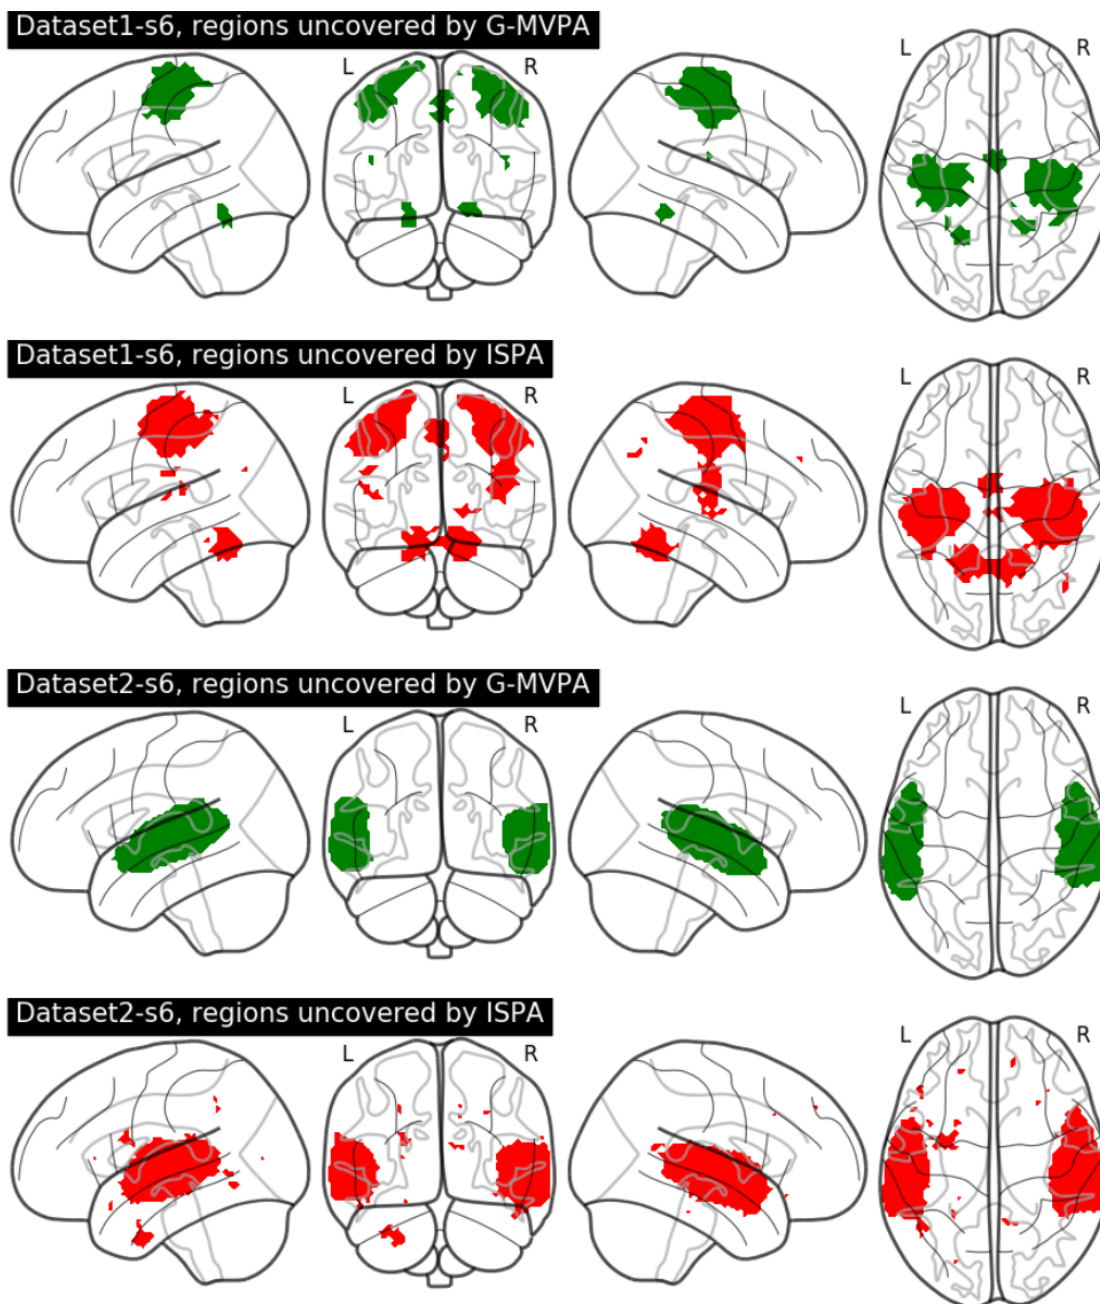 Dataset1-s6, regions uncovered by G-MVPA
L R L R
Dataset1-s6, regions uncovered by ISPA
L R L R
Dataset2-s6, regions uncovered by G-MVPA
L R L R
Dataset2-s6, regions uncovered by ISPA
L R L R